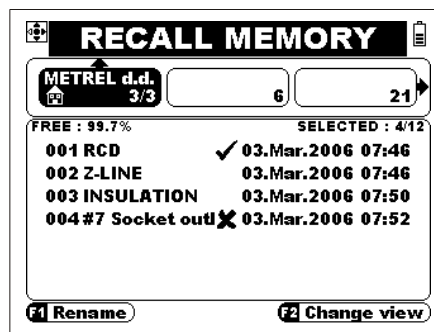 RECALL MEMORY
METREL d.d.
3/3 6 21
FREE : 99.7% SELECTED : 4/12
001 RCD 03.Mar.2006 07:46
002 Z-LINE 03.Mar.2006 07:46
003 INSULATION 03.Mar.2006 07:50
004 #7 Socket outl 03.Mar.2006 07:52
F1 Rename F2 Change view